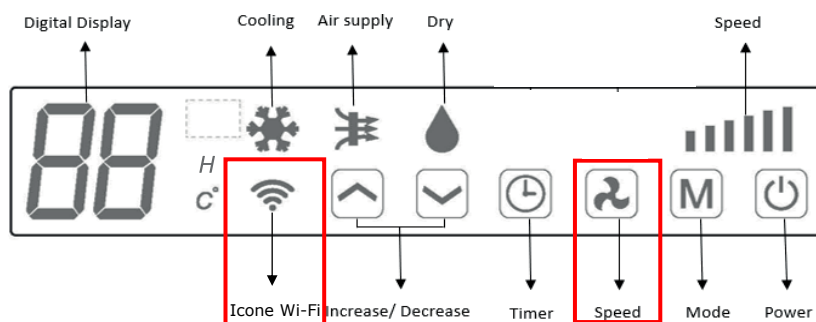 Digital Display
Cooling
Air supply
Dry
Speed
88
H
C°
M
Icone Wi-Fi
Increase/ Decrease
Timer
Speed
Mode
Power